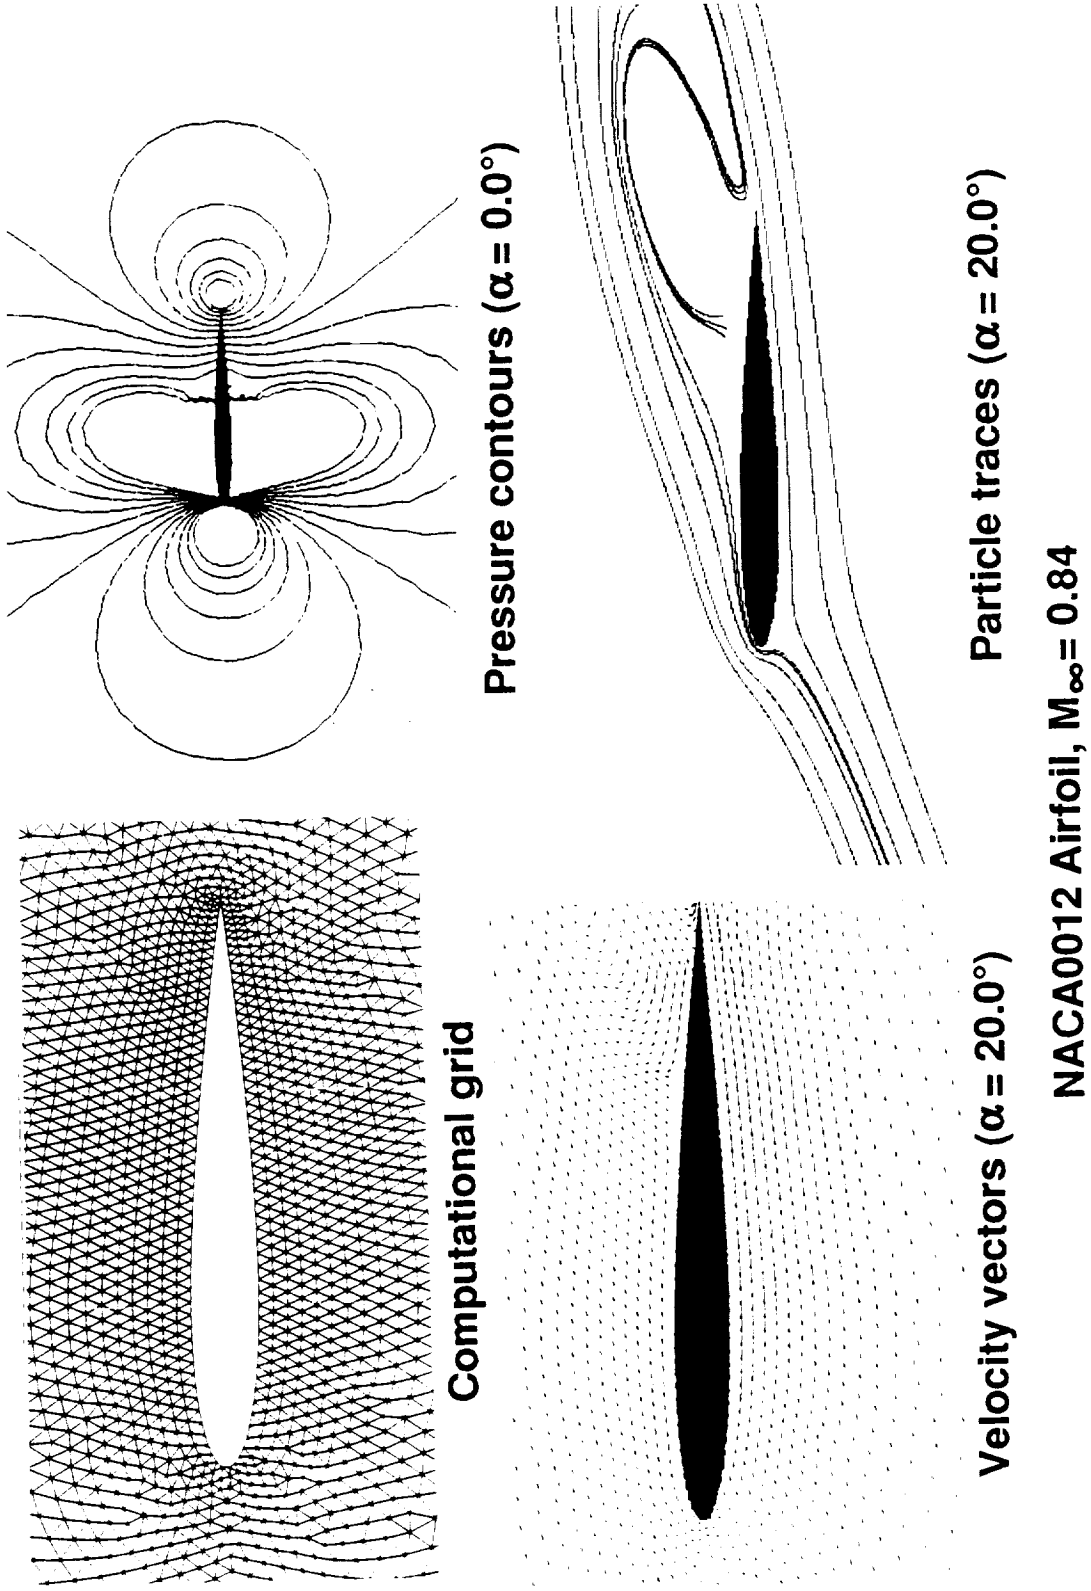 Computational grid
Pressure contours (α = 0.0°)
Velocity vectors (α = 20.0°)
Particle traces (α = 20.0°)
NACA0012 Airfoil, M∞= 0.84